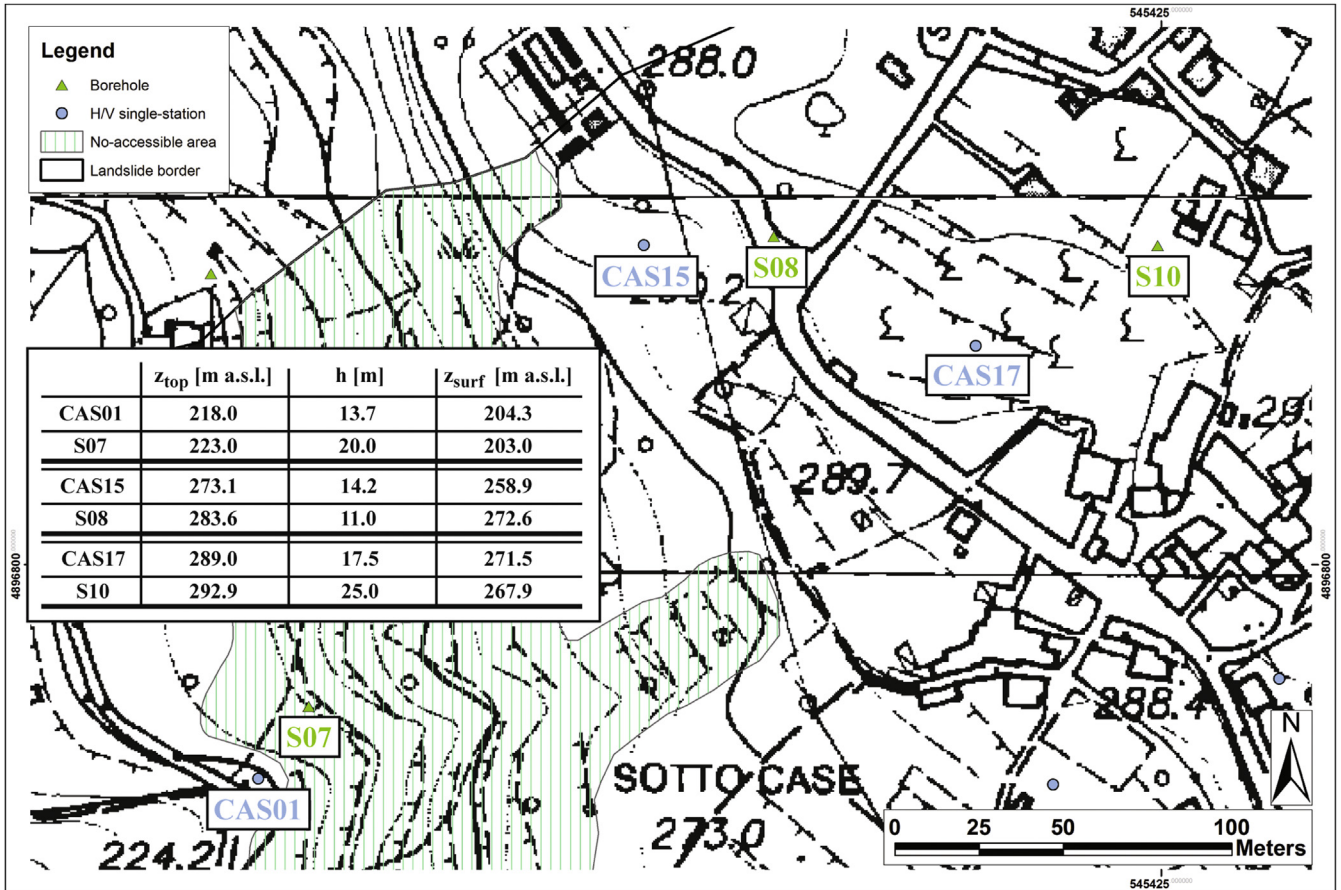 545425 000000
Legend
Borehole
H/V single-station
No-accessible area
Landslide border
288.0
CAS15
S08
S10
CAS17
z_top [m a.s.l.] h [m] z_surf [m a.s.l.]
CAS01 218.0 13.7 204.3
S07 223.0 20.0 203.0
CAS15 273.1 14.2 258.9
S08 283.6 11.0 272.6
CAS17 289.0 17.5 271.5
S10 292.9 25.0 267.9
289.7
4896800 000000
4896800 000000
288.4
S07
CAS01
SOTTO CASE
273.0
224.2
N
0 25 50 100
Meters
545425 000000